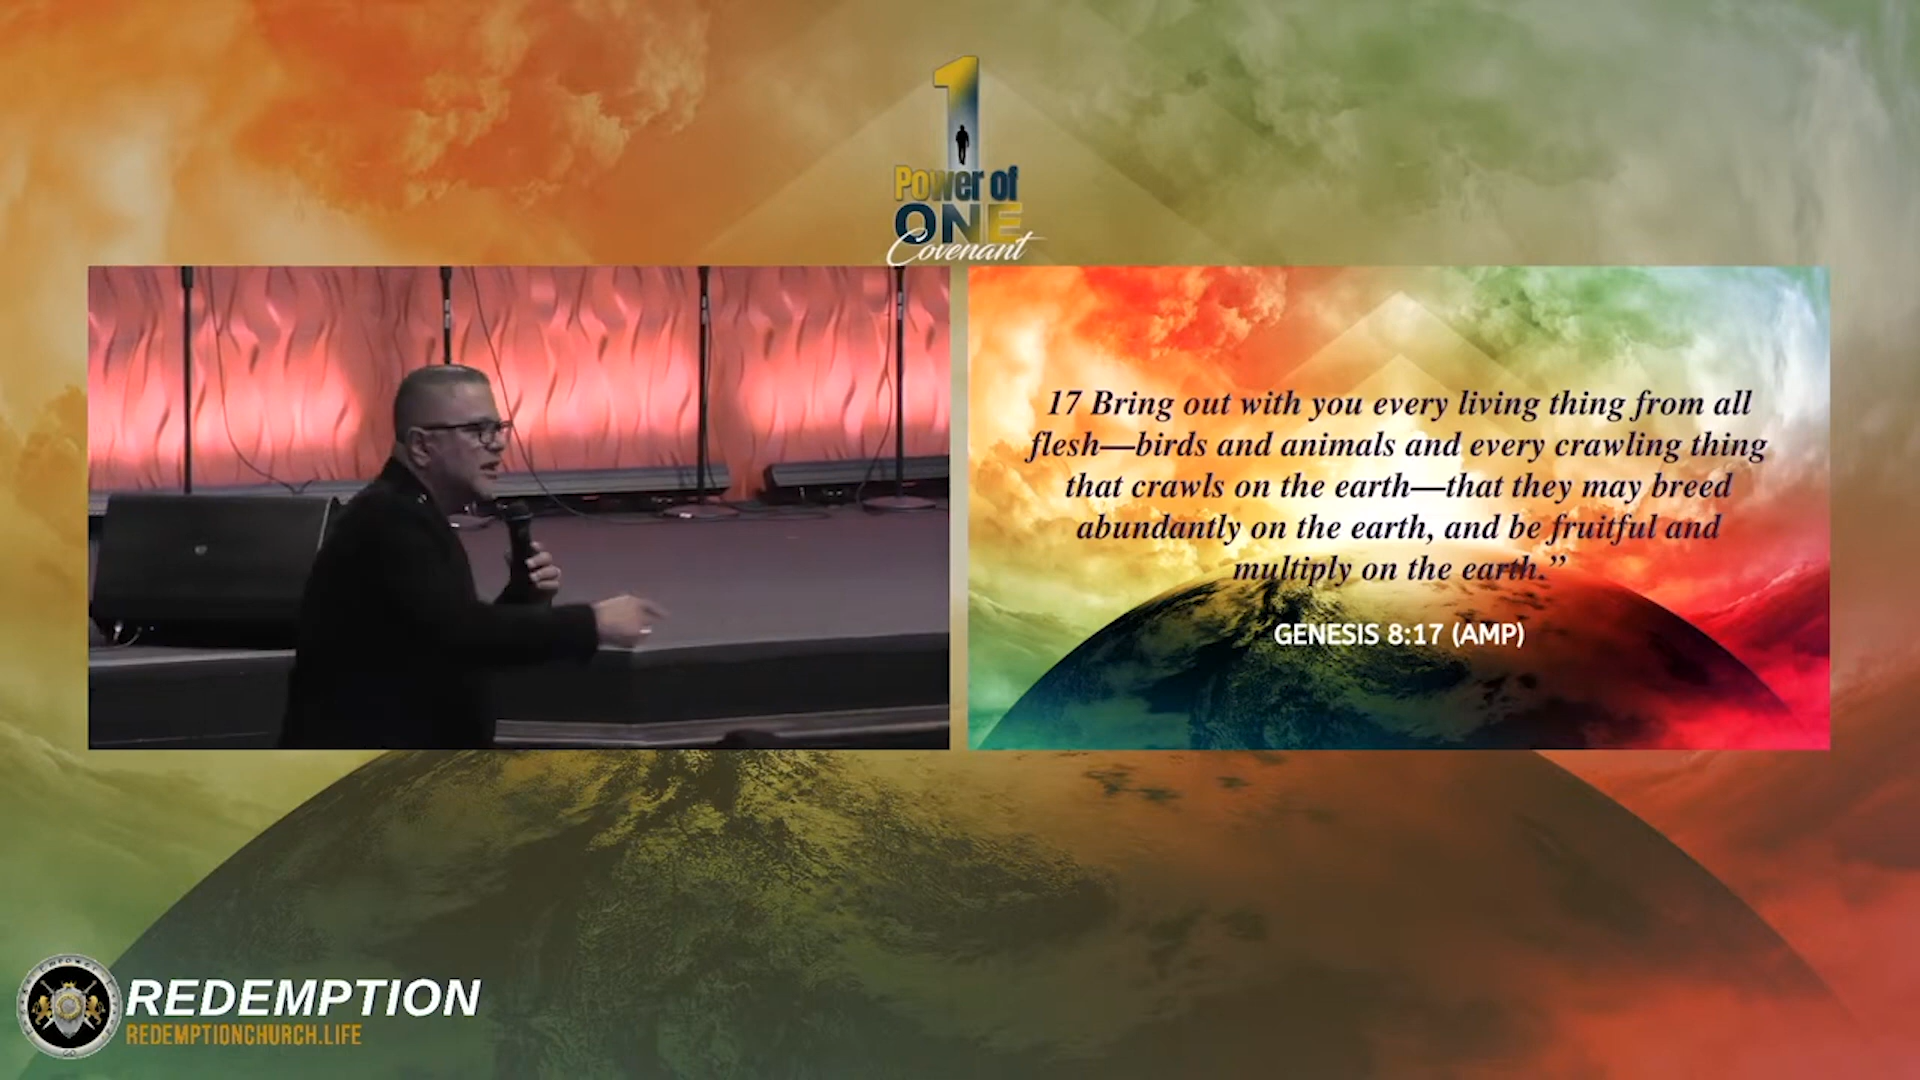 1
Power of
ONE
Covenant
17 Bring out with you every living thing from all
flesh—birds and animals and every crawling thing
that crawls on the earth—that they may breed
abundantly on the earth, and be fruitful and
multiply on the earth.”
GENESIS 8:17 (AMP)
EMPOWER
GO
REDEMPTION
REDEMPTIONCHURCH.LIFE